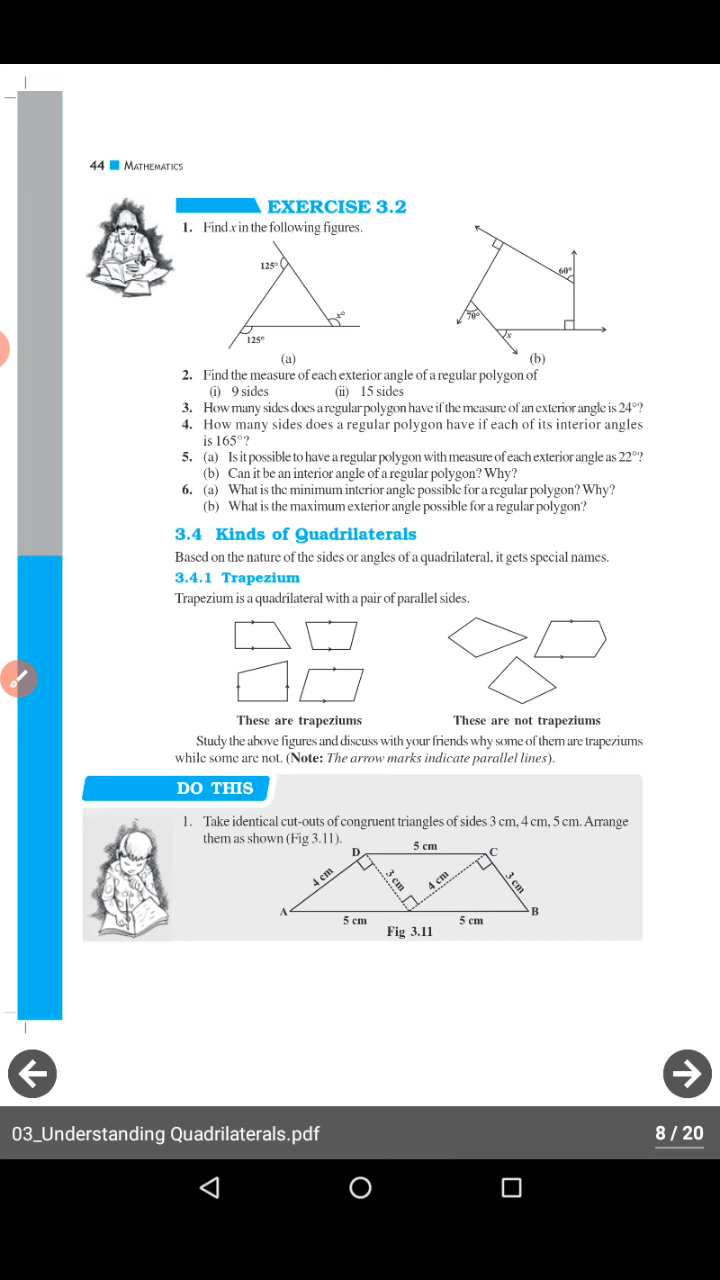 44 MATHEMATICS
EXERCISE 3.2
1. Find x in the following figures.
125°
x°
125°
60°
70°
x
(a)
(b)
2. Find the measure of each exterior angle of a regular polygon of
(i) 9 sides (ii) 15 sides
3. How many sides does a regular polygon have if the measure of an exterior angle is 24°?
4. How many sides does a regular polygon have if each of its interior angles
is 165°?
5. (a) Is it possible to have a regular polygon with measure of each exterior angle as 22°?
(b) Can it be an interior angle of a regular polygon? Why?
6. (a) What is the minimum interior angle possible for a regular polygon? Why?
(b) What is the maximum exterior angle possible for a regular polygon?
3.4 Kinds of Quadrilaterals
Based on the nature of the sides or angles of a quadrilateral, it gets special names.
3.4.1 Trapezium
Trapezium is a quadrilateral with a pair of parallel sides.
These are trapeziums
These are not trapeziums
Study the above figures and discuss with your friends why some of them are trapeziums
while some are not. (Note: The arrow marks indicate parallel lines).
DO THIS
1. Take identical cut-outs of congruent triangles of sides 3 cm, 4 cm, 5 cm. Arrange
them as shown (Fig 3.11).
D 5 cm C
4 cm 3 cm 4 cm 3 cm
A 5 cm 5 cm B
Fig 3.11
03_Understanding Quadrilaterals.pdf 8 / 20